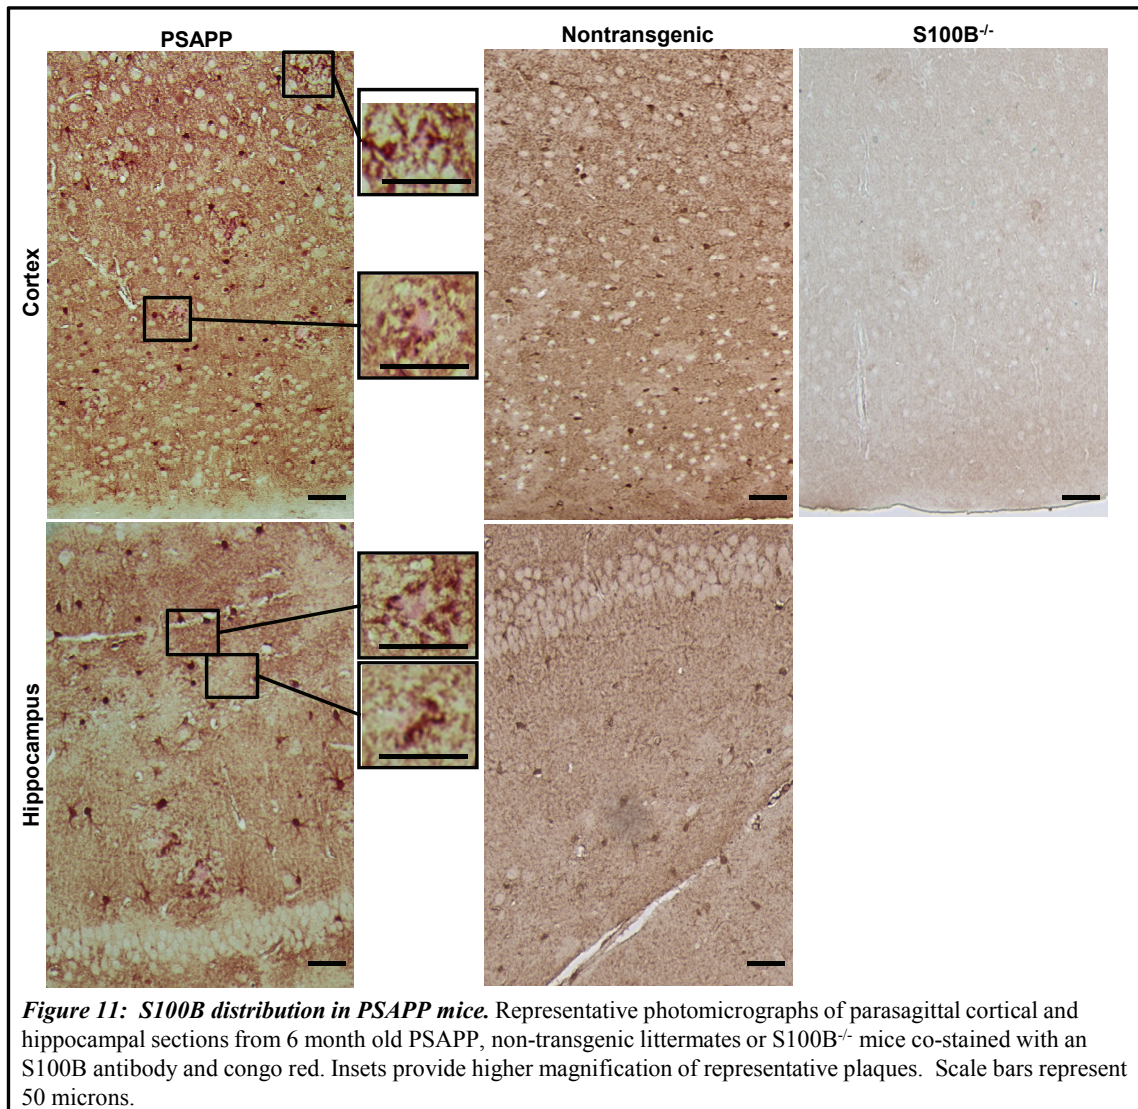 PSAPP
Nontransgenic
S100B-/-
Cortex
Hippocampus
Figure 11: S100B distribution in PSAPP mice. Representative photomicrographs of parasagittal cortical and
hippocampal sections from 6 month old PSAPP, non-transgenic littermates or S100B-/- mice co-stained with an
S100B antibody and congo red. Insets provide higher magnification of representative plaques. Scale bars represent
50 microns.